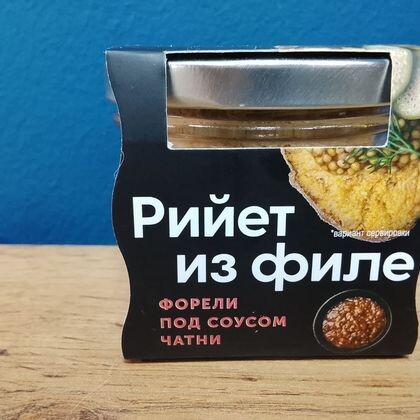 Рийет
*вариант сервировки
из филе
ФОРЕЛИ
ПОД СОУСОМ
ЧАТНИ